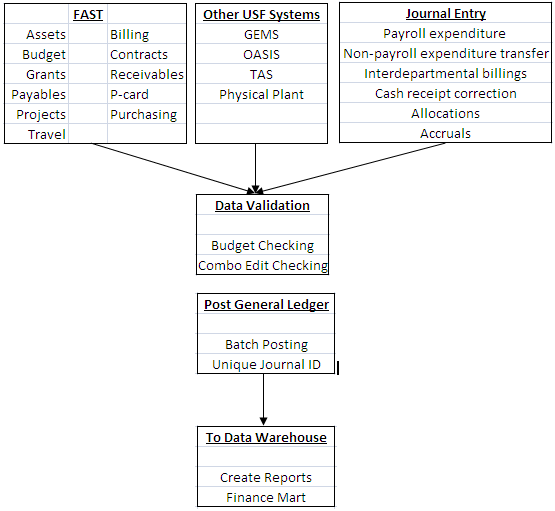 FAST
Assets Billing
Budget Contracts
Grants Receivables
Payables P-card
Projects Purchasing
Travel
Other USF Systems
GEMS
OASIS
TAS
Physical Plant
Journal Entry
Payroll expenditure
Non-payroll expenditure transfer
Interdepartmental billings
Cash receipt correction
Allocations
Accruals
Data Validation
Budget Checking
Combo Edit Checking
Post General Ledger
Batch Posting
Unique Journal ID
To Data Warehouse
Create Reports
Finance Mart